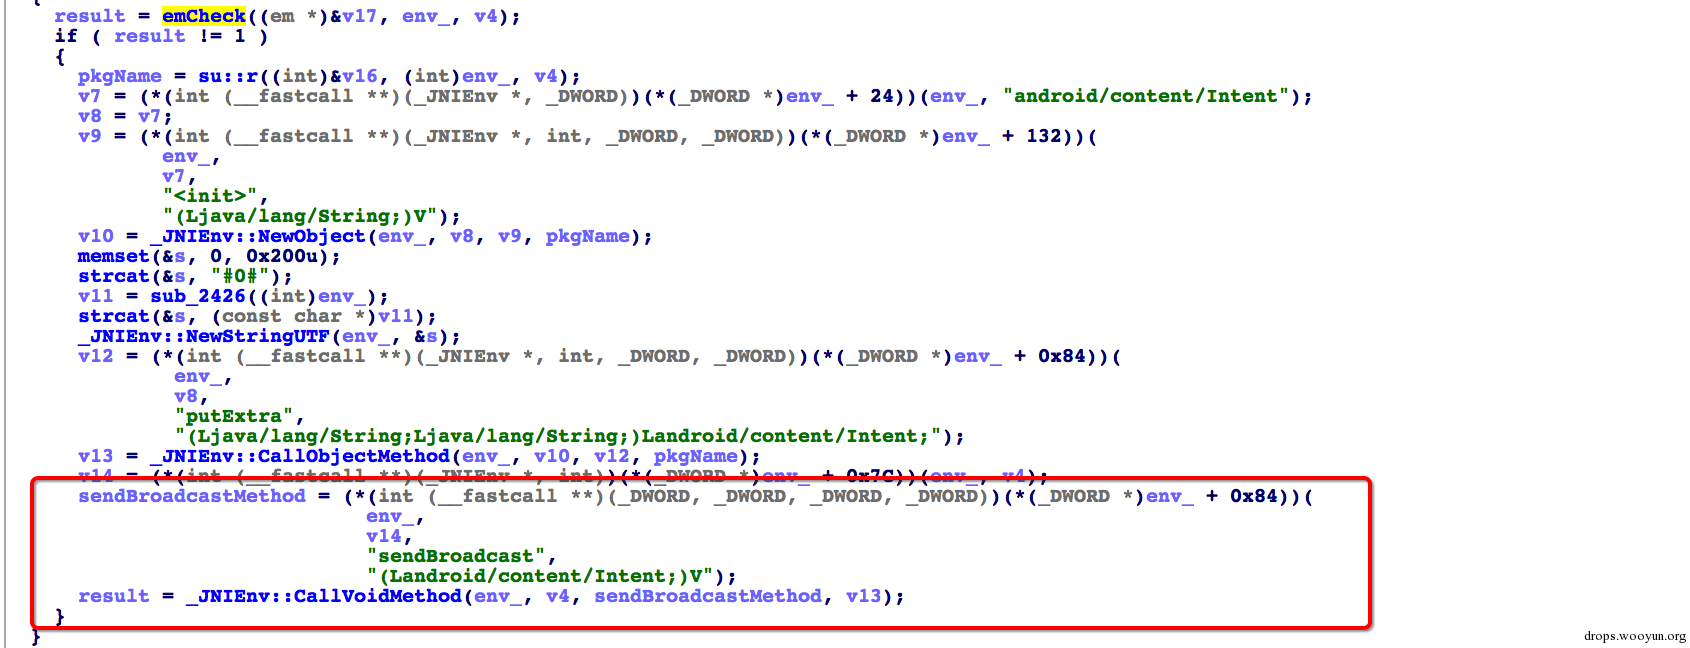 {
result = emCheck((em *)&v17, env_, v4);
if ( result != 1 )
{
pkgName = su::r((int)&v16, (int)env_, v4);
v7 = (*(int (__fastcall **)(_JNIEnv *, _DWORD))(*(_DWORD *)env_ + 24))(env_, "android/content/Intent");
v8 = v7;
v9 = (*(int (__fastcall **)(_JNIEnv *, int, _DWORD, _DWORD))(*(_DWORD *)env_ + 132))(
env_,
v7,
"<init>",
"(Ljava/lang/String;)V");
v10 = _JNIEnv::NewObject(env_, v8, v9, pkgName);
memset(&s, 0, 0x200u);
strcat(&s, "#0#");
v11 = sub_2426((int)env_);
strcat(&s, (const char *)v11);
_JNIEnv::NewStringUTF(env_, &s);
v12 = (*(int (__fastcall **)(_JNIEnv *, int, _DWORD, _DWORD))(*(_DWORD *)env_ + 0x84))(
env_,
v8,
"putExtra",
"(Ljava/lang/String;Ljava/lang/String;)Landroid/content/Intent;");
v13 = _JNIEnv::CallObjectMethod(env_, v10, v12, pkgName);
v14 = (*(int (__fastcall **)(_JNIEnv *, int))(*(_DWORD *)env_ + 0x7C))(env_, v4);
sendBroadcastMethod = (*(int (__fastcall **)(_DWORD, _DWORD, _DWORD, _DWORD))(*(_DWORD *)env_ + 0x84))(
env_,
v14,
"sendBroadcast",
"(Landroid/content/Intent;)V");
result = _JNIEnv::CallVoidMethod(env_, v4, sendBroadcastMethod, v13);
}
}
drops.wooyun.org